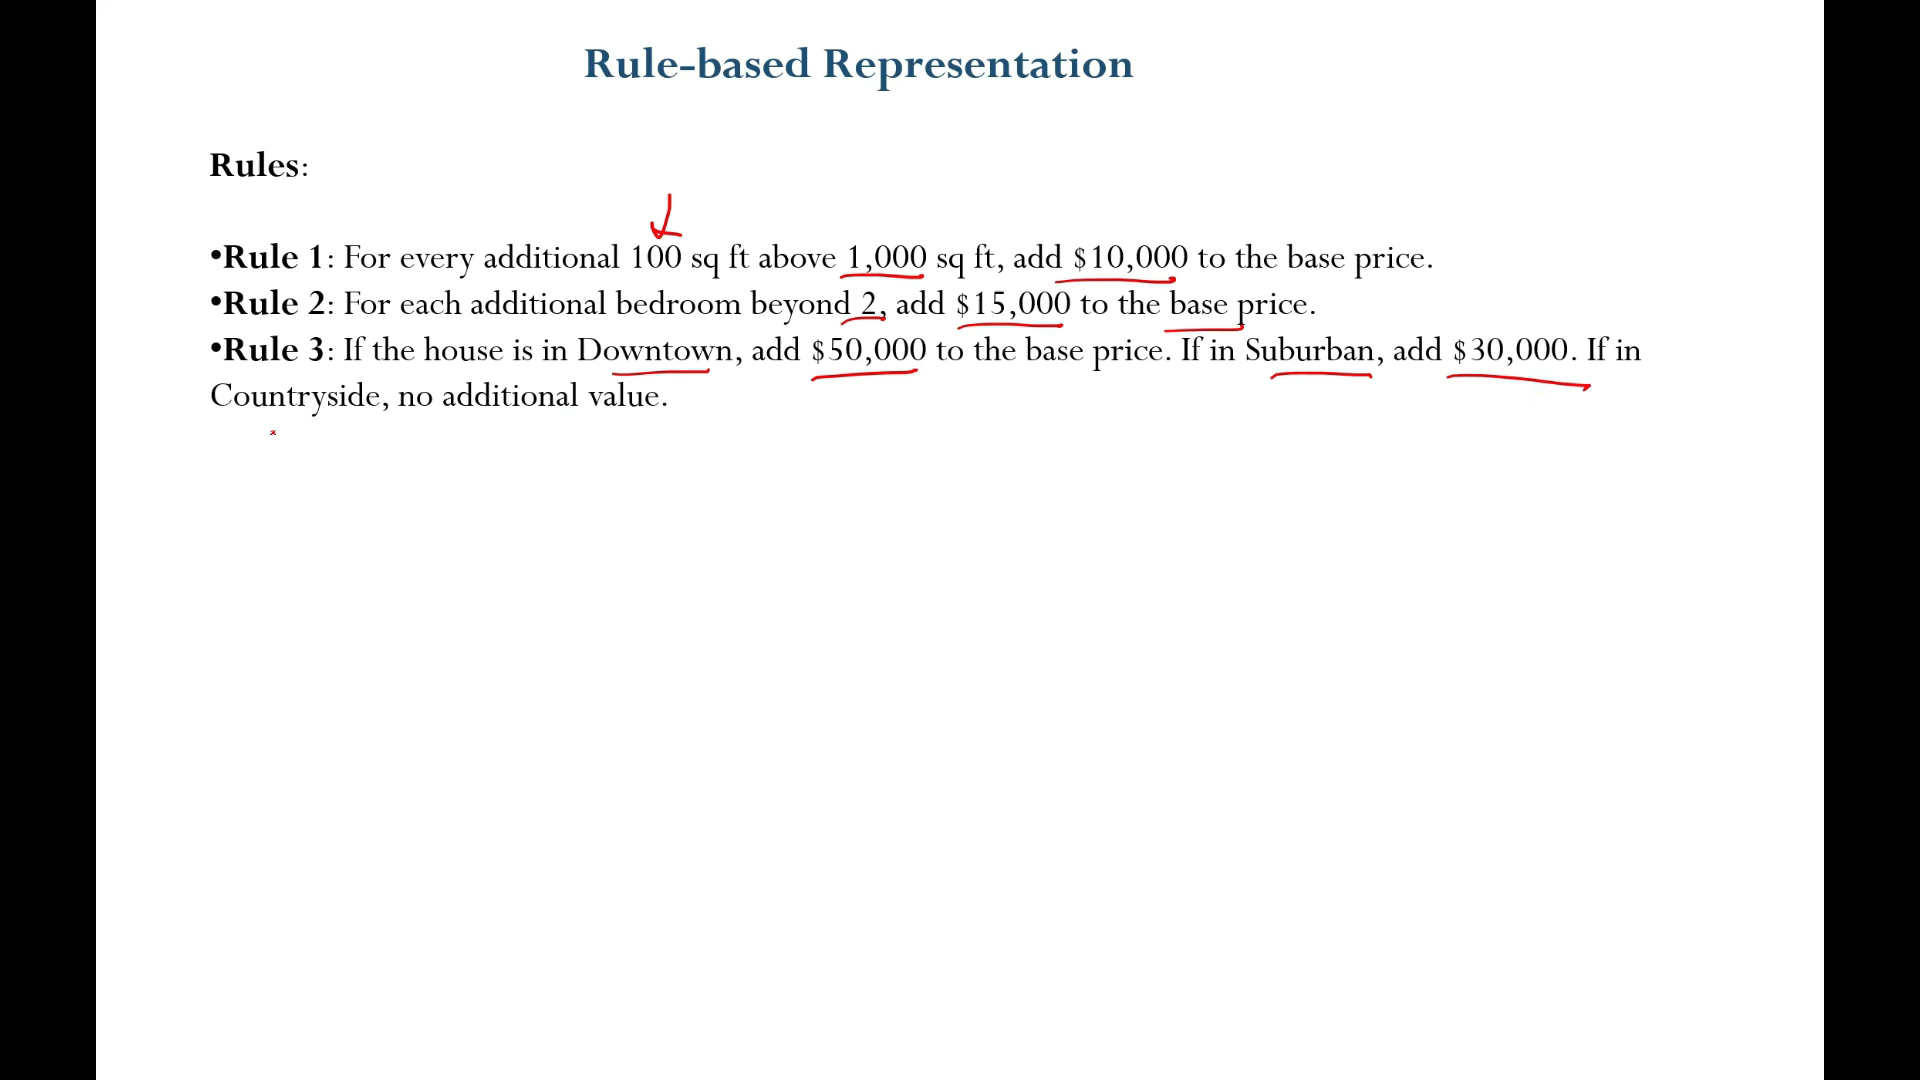 Rule-based Representation
Rules:
•Rule 1: For every additional 100 sq ft above 1,000 sq ft, add $10,000 to the base price.
•Rule 2: For each additional bedroom beyond 2, add $15,000 to the base price.
•Rule 3: If the house is in Downtown, add $50,000 to the base price. If in Suburban, add $30,000. If in
Countryside, no additional value.